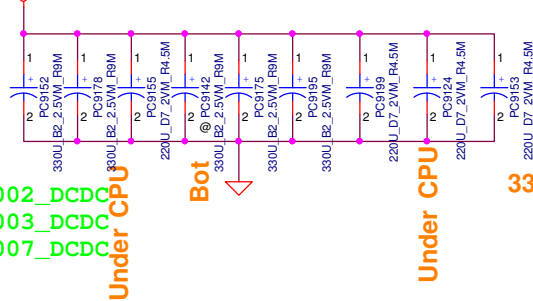 1
+
2
PC9152
330U_B2_2.5VM_R9M
1
+
2
PC9178
330U_B2_2.5VM_R9M
1
+
2
PC9155
220U_D7_2VM_R4.5M
1
+
2
@
PC9142
330U_B2_2.5VM_R9M
1
+
2
PC9175
330U_B2_2.5VM_R9M
1
+
2
PC9195
330U_B2_2.5VM_R9M
1
+
2
PC9199
220U_D7_2VM_R4.5M
1
+
2
PC9124
220U_D7_2VM_R4.5M
1
+
2
PC9153
220U_D7_2VM_R4.5M
002_DCDC
003_DCDC
007_DCDC
Under CPU
Bot
Under CPU
33